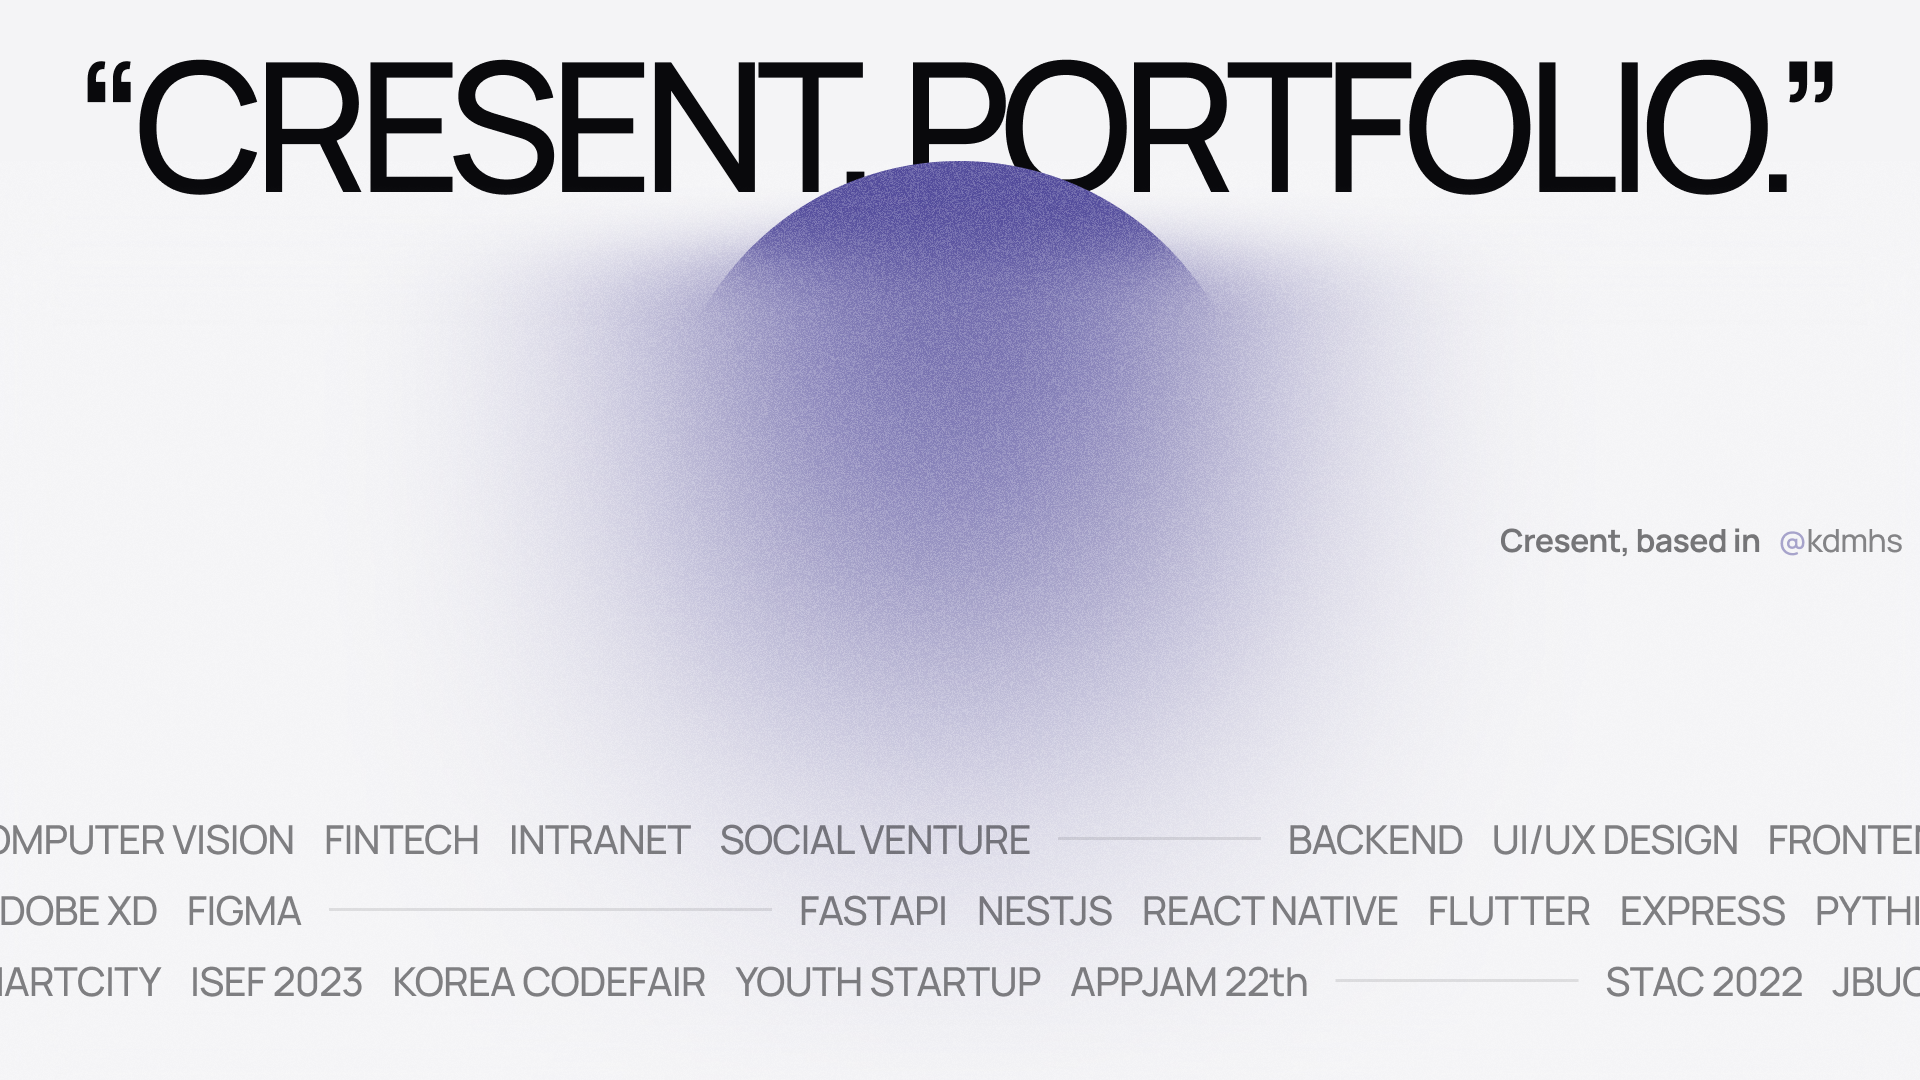 “CRESENT. PORTFOLIO.”
Cresent, based in @kdmhs
OMPUTER VISION FINTECH INTRANET SOCIAL VENTURE BACKEND UI/UX DESIGN FRONTEN
DOBE XD FIGMA FASTAPI NESTJS REACT NATIVE FLUTTER EXPRESS PYTH
ARTCITY ISEF 2023 KOREA CODEFAIR YOUTH STARTUP APPJAM 22th STAC 2022 JBUC